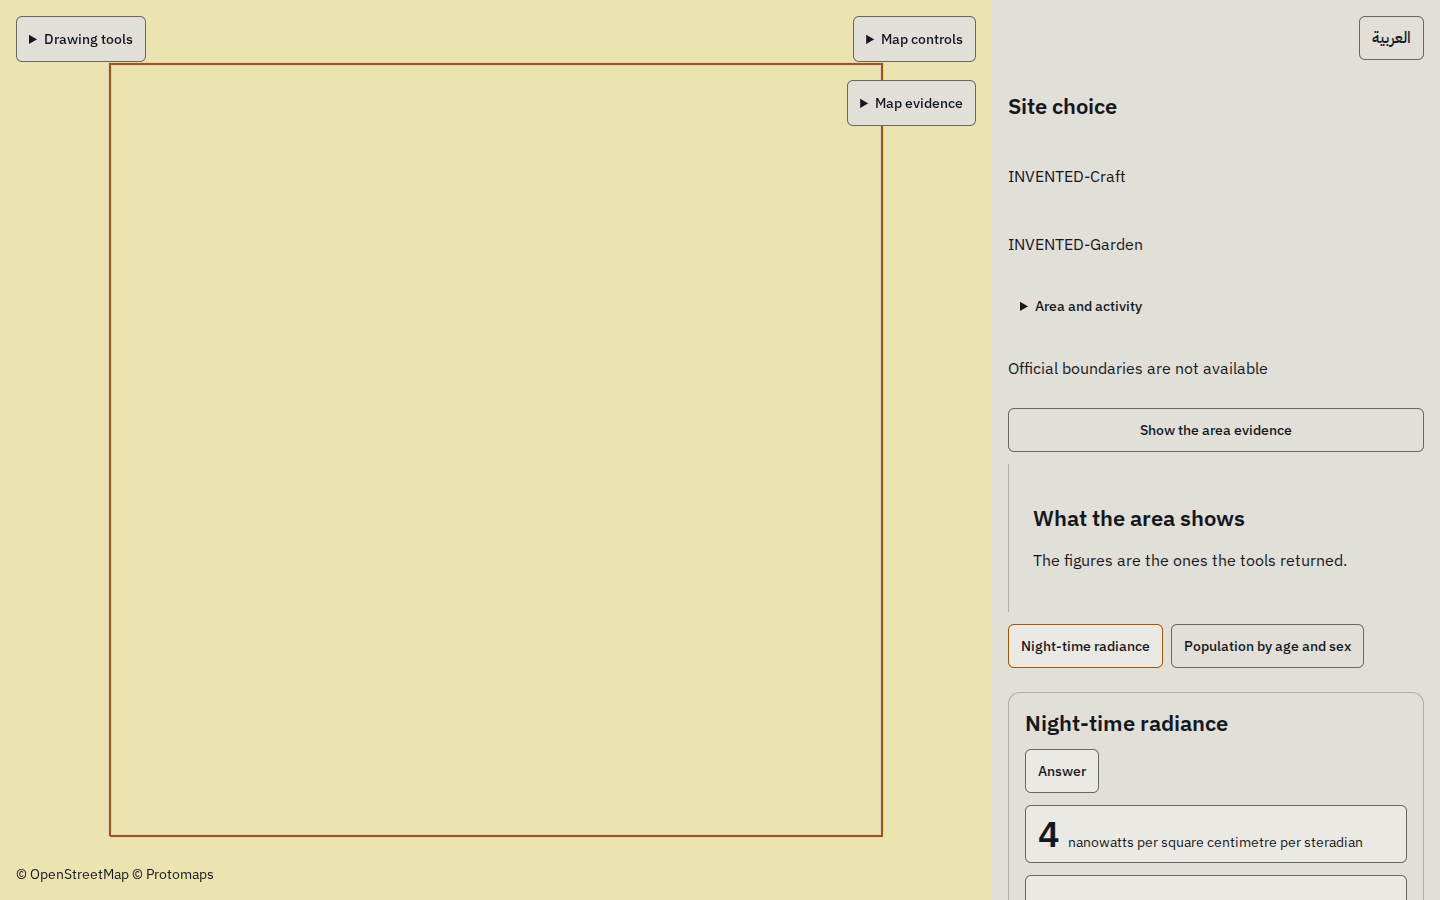 Drawing tools
Map controls
Map evidence
© OpenStreetMap © Protomaps
العربية
Site choice
INVENTED-Craft
INVENTED-Garden
Area and activity
Official boundaries are not available
Show the area evidence
What the area shows
The figures are the ones the tools returned.
Night-time radiance
Population by age and sex
Night-time radiance
Answer
4 nanowatts per square centimetre per steradian